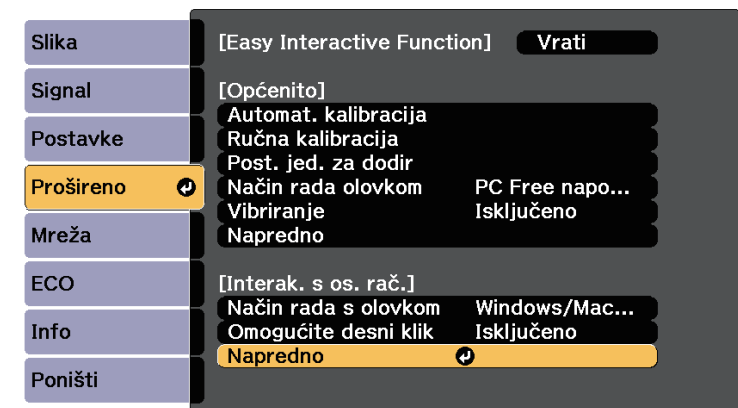 Slika
Signal
Postavke
Prošireno
Mreža
ECO
Info
Poništi
[Easy Interactive Function] Vrati
[Općenito]
Automat. kalibracija
Ručna kalibracija
Post. jed. za dodir
Način rada olovkom PC Free napo...
Vibriranje Isključeno
Napredno
[Interak. s os. rač.]
Način rada s olovkom Windows/Mac...
Omogućite desni klik Isključeno
Napredno